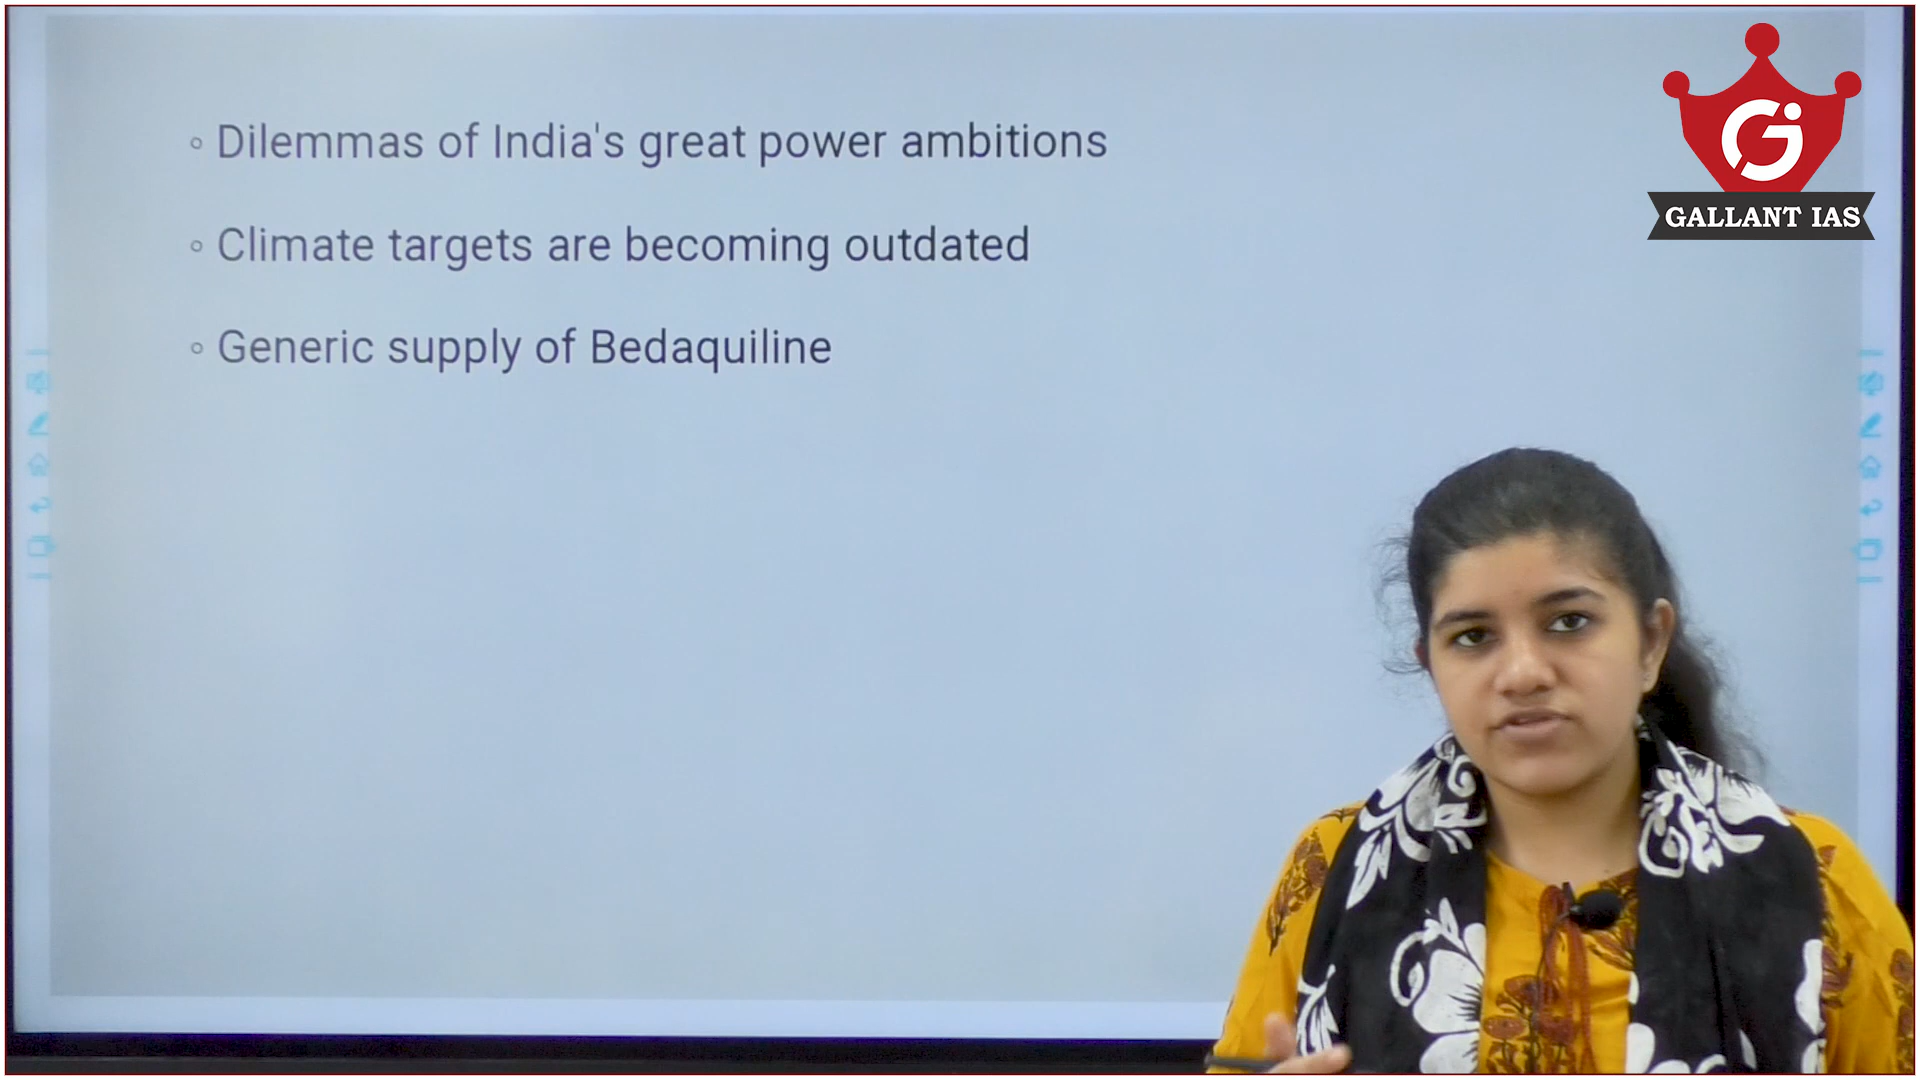 Dilemmas of India's great power ambitions
Climate targets are becoming outdated
Generic supply of Bedaquiline
GALLANT IAS